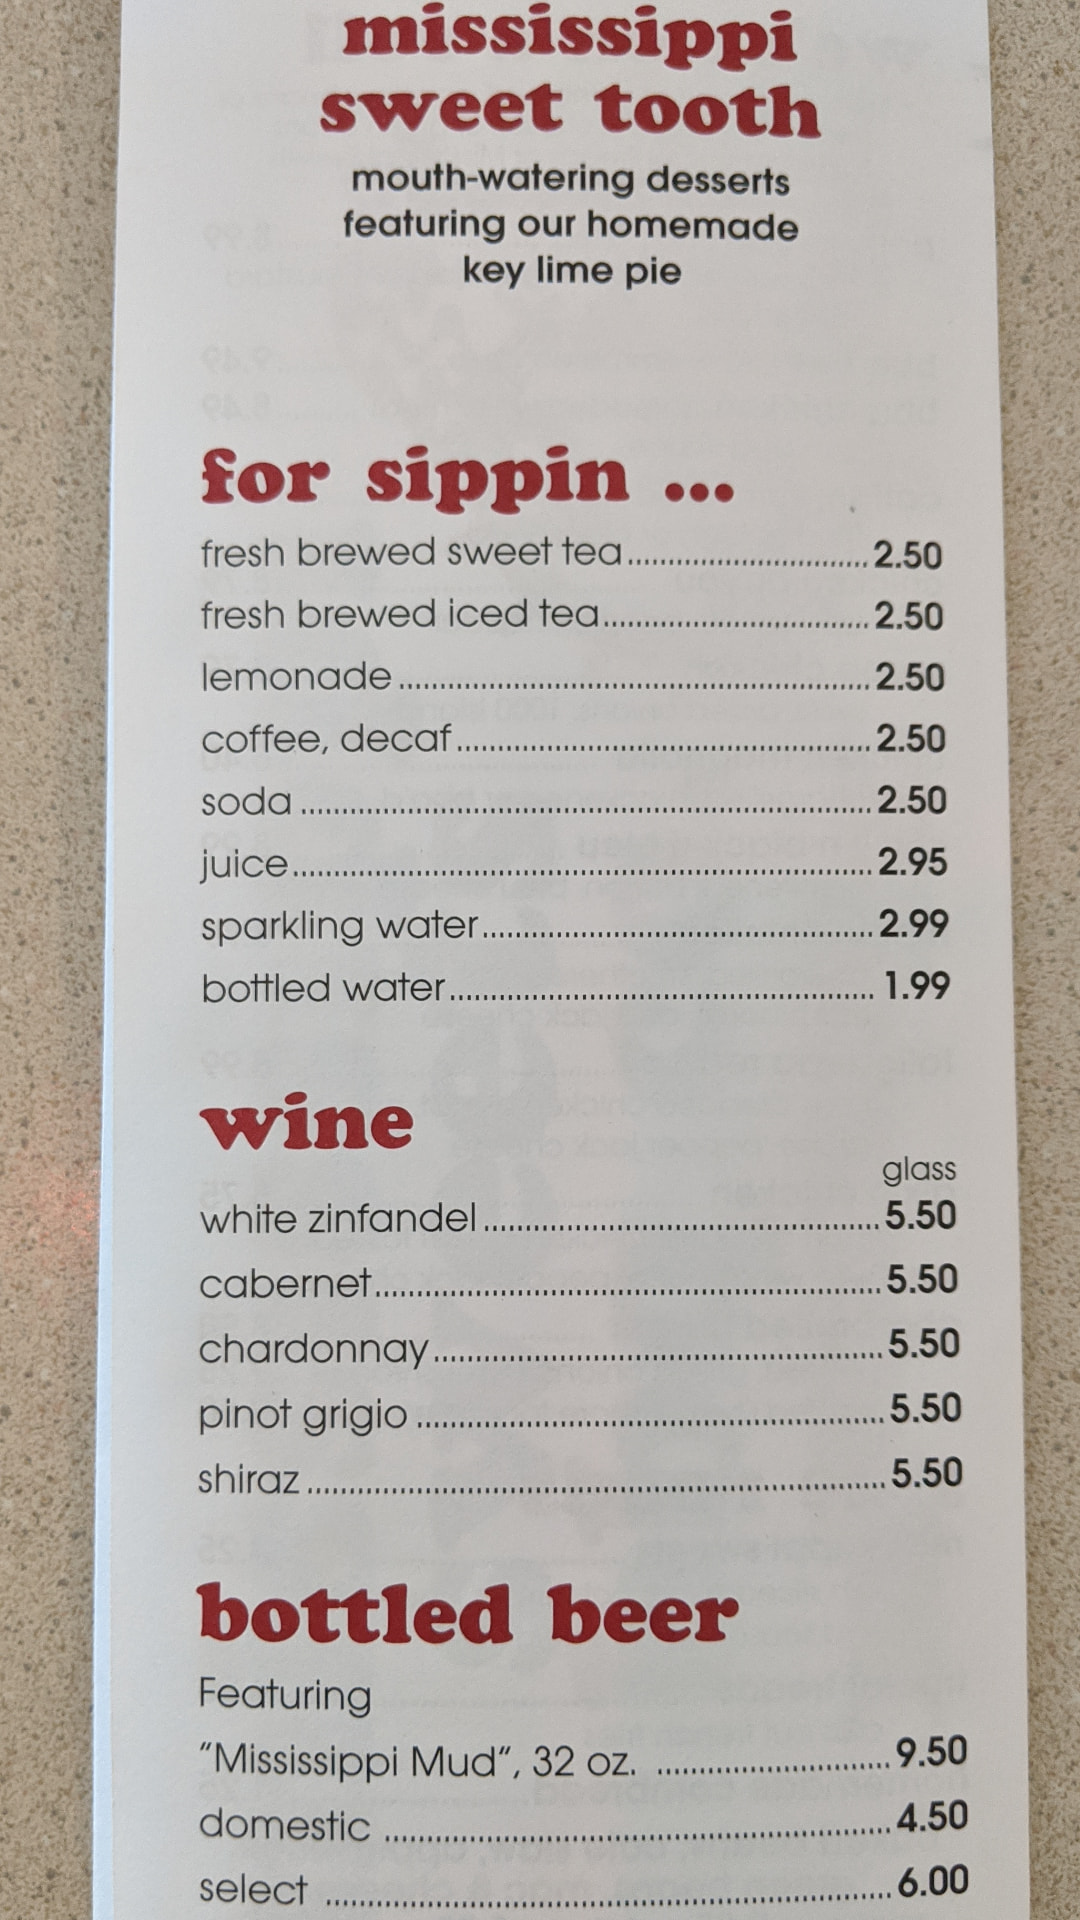 mississippi
sweet tooth
mouth-watering desserts
featuring our homemade
key lime pie
for sippin ...
fresh brewed sweet tea.............................. 2.50
fresh brewed iced tea................................. 2.50
lemonade.......................................................... 2.50
coffee, decaf................................................... 2.50
soda ...................................................................... 2.50
juice....................................................................... 2.95
sparkling water................................................ 2.99
bottled water.................................................... 1.99
wine
glass
white zinfandel................................................ 5.50
cabernet.............................................................. 5.50
chardonnay....................................................... 5.50
pinot grigio ......................................................... 5.50
shiraz ...................................................................... 5.50
bottled beer
Featuring
"Mississippi Mud", 32 oz. ............................ 9.50
domestic .............................................................. 4.50
select ..................................................................... 6.00